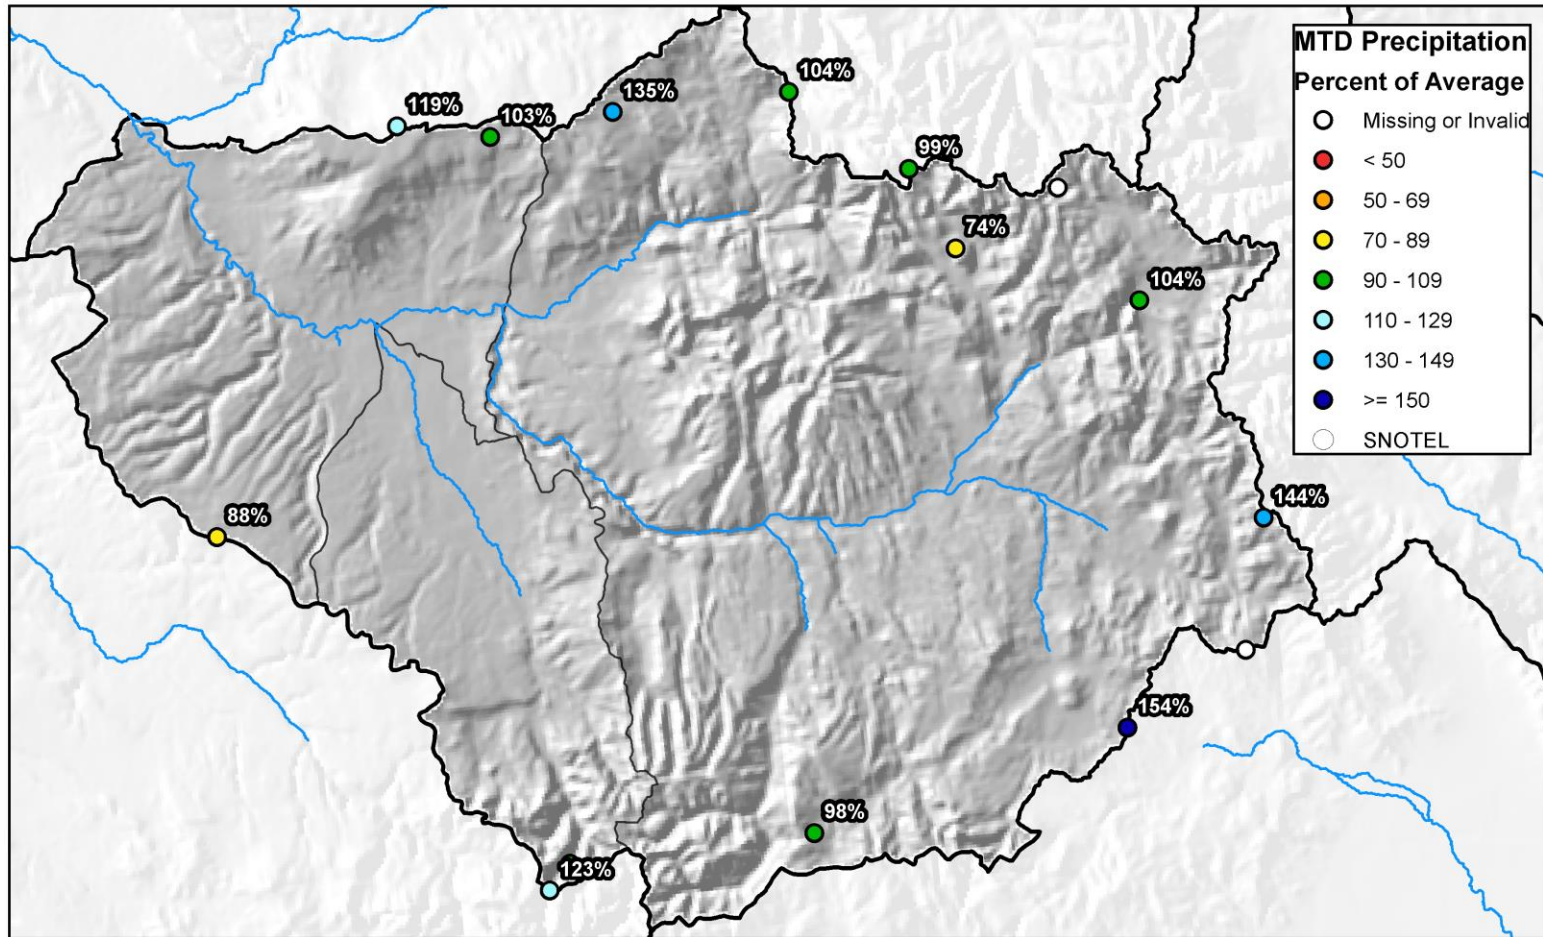 MTD Precipitation
Percent of Average
Missing or Invalid
< 50
50 - 69
70 - 89
90 - 109
110 - 129
130 - 149
>= 150
SNOTEL
104%
135%
119%
103%
99%
74%
104%
144%
88%
154%
98%
123%